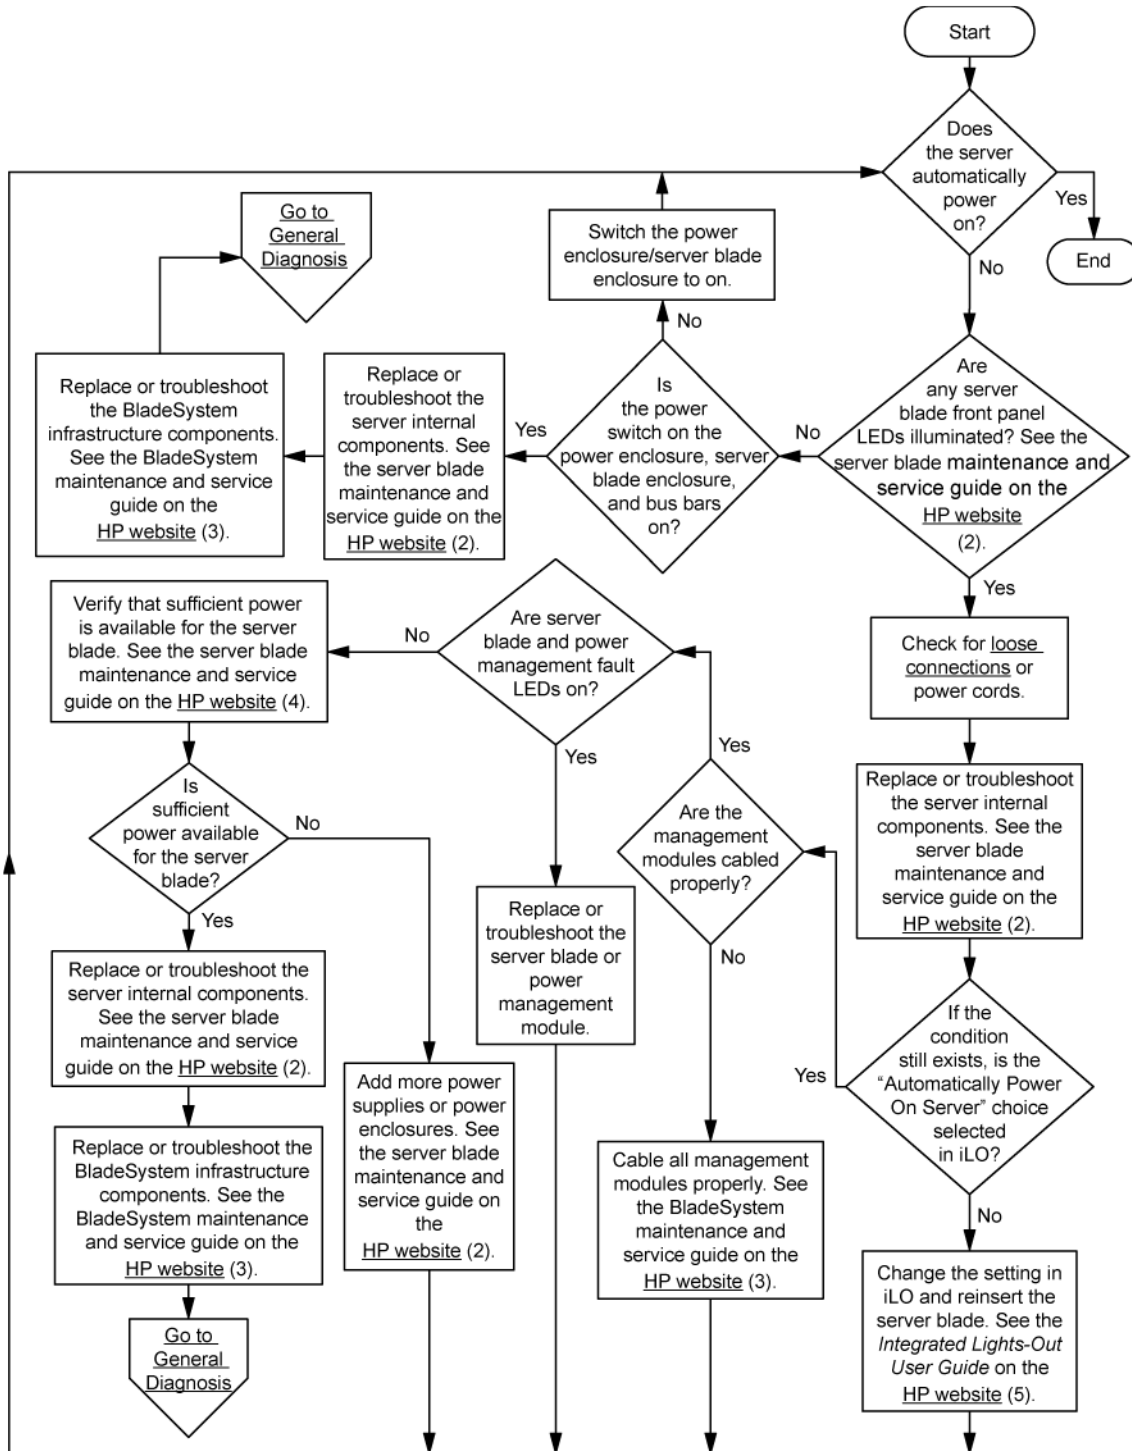 Start
Does
the server
automatically
power
on?
Yes
End
No
Go to
General
Diagnosis
Switch the power
enclosure/server blade
enclosure to on.
No
Replace or troubleshoot
the BladeSystem
infrastructure components.
See the BladeSystem
maintenance and service
guide on the
HP website (3).
Replace or
troubleshoot the
server internal
components. See
the server blade
maintenance and
service guide on the
HP website (2).
Yes
Is
the power
switch on the
power enclosure, server
blade enclosure,
and bus bars
on?
No
Are
any server
blade front panel
LEDs illuminated? See the
server blade maintenance and
service guide on the
HP website
(2).
Yes
Verify that sufficient power
is available for the server
blade. See the server blade
maintenance and service
guide on the HP website (4).
No
Are server
blade and power
management fault
LEDs on?
Yes
Check for loose
connections or
power cords.
Is
sufficient
power available
for the server
blade?
No
Yes
Yes
Are the
management
modules cabled
properly?
No
Replace or troubleshoot
the server internal
components. See the
server blade
maintenance and
service guide on the
HP website (2).
Replace or
troubleshoot the
server blade or
power
management
module.
Replace or troubleshoot the
server internal components.
See the server blade
maintenance and service
guide on the HP website (2).
If the
condition
still exists, is the
“Automatically Power
On Server” choice
selected
in iLO?
Yes
No
Add more power
supplies or power
enclosures. See
the server blade
maintenance and
service guide on
the
HP website (2).
Replace or troubleshoot the
BladeSystem infrastructure
components. See the
BladeSystem maintenance
and service guide on the
HP website (3).
Cable all management
modules properly. See
the BladeSystem
maintenance and
service guide on the
HP website (3).
Change the setting in
iLO and reinsert the
server blade. See the
Integrated Lights-Out
User Guide on the
HP website (5).
Go to
General
Diagnosis